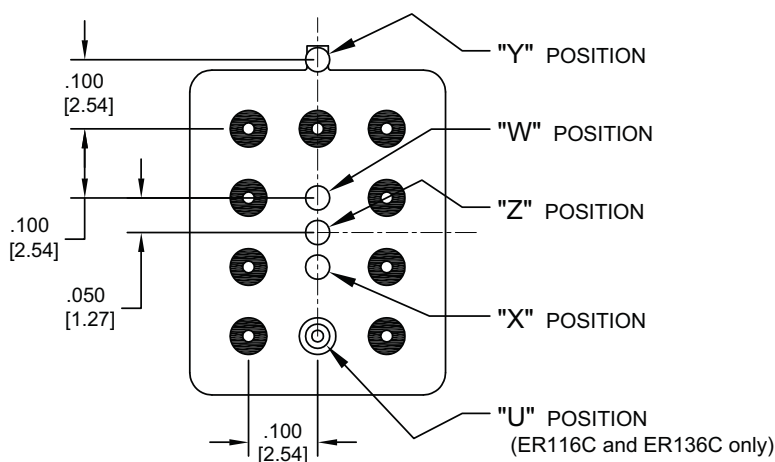 "Y" POSITION
.100
[2.54]
"W" POSITION
"Z" POSITION
.100
[2.54]
.050
[1.27]
"X" POSITION
"U" POSITION
(ER116C and ER136C only)
.100
[2.54]